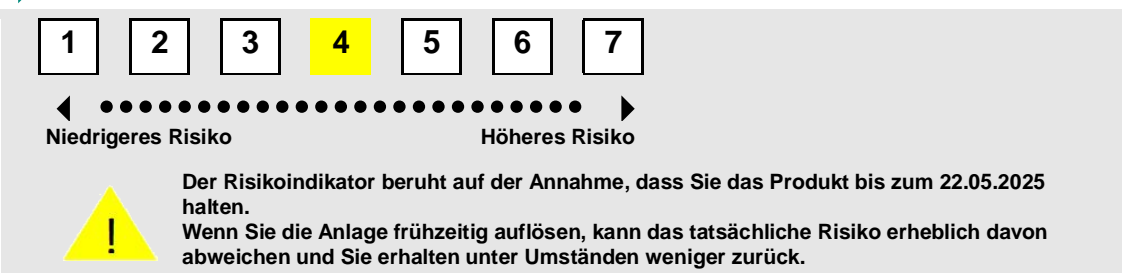 1 2 3 4 5 6 7
Niedrigeres Risiko Höheres Risiko
Der Risikoindikator beruht auf der Annahme, dass Sie das Produkt bis zum 22.05.2025
halten.
! Wenn Sie die Anlage frühzeitig auflösen, kann das tatsächliche Risiko erheblich davon
abweichen und Sie erhalten unter Umständen weniger zurück.